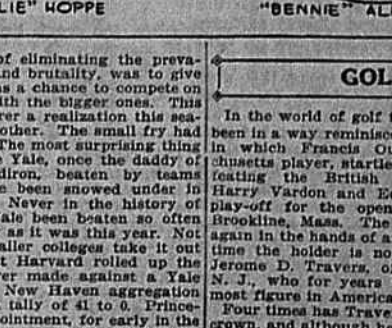 LIE" HOPPE
"BENNIE" AL
of eliminating the preva-
nd brutality, was to give
s a chance to compete on
ith the bigger ones. This
rer a realization this sea-
other. The small fry had
The most surprising thing
Yale, once the daddy of
diron, beaten by teams
e been snowed under in
Never in the history of
ale been beaten so often
as it was this year. Not
aller colleges take it out
t Harvard rolled up the
er made against a Yale
New Haven aggregation
tally of 41 to 0. Prince-
ointment, for early in the
GOL
In the world of golf t
been in a way reminisc
in which Francis Ou
chusetts player, startle
feating the British
Harry Vardon and E
play-off for the open
Brookline, Mass. The
again in the hands of a
time the holder is no
Jerome D. Travers, o
N. J., who for years
most figure in America
Four times has Trav
crown and although